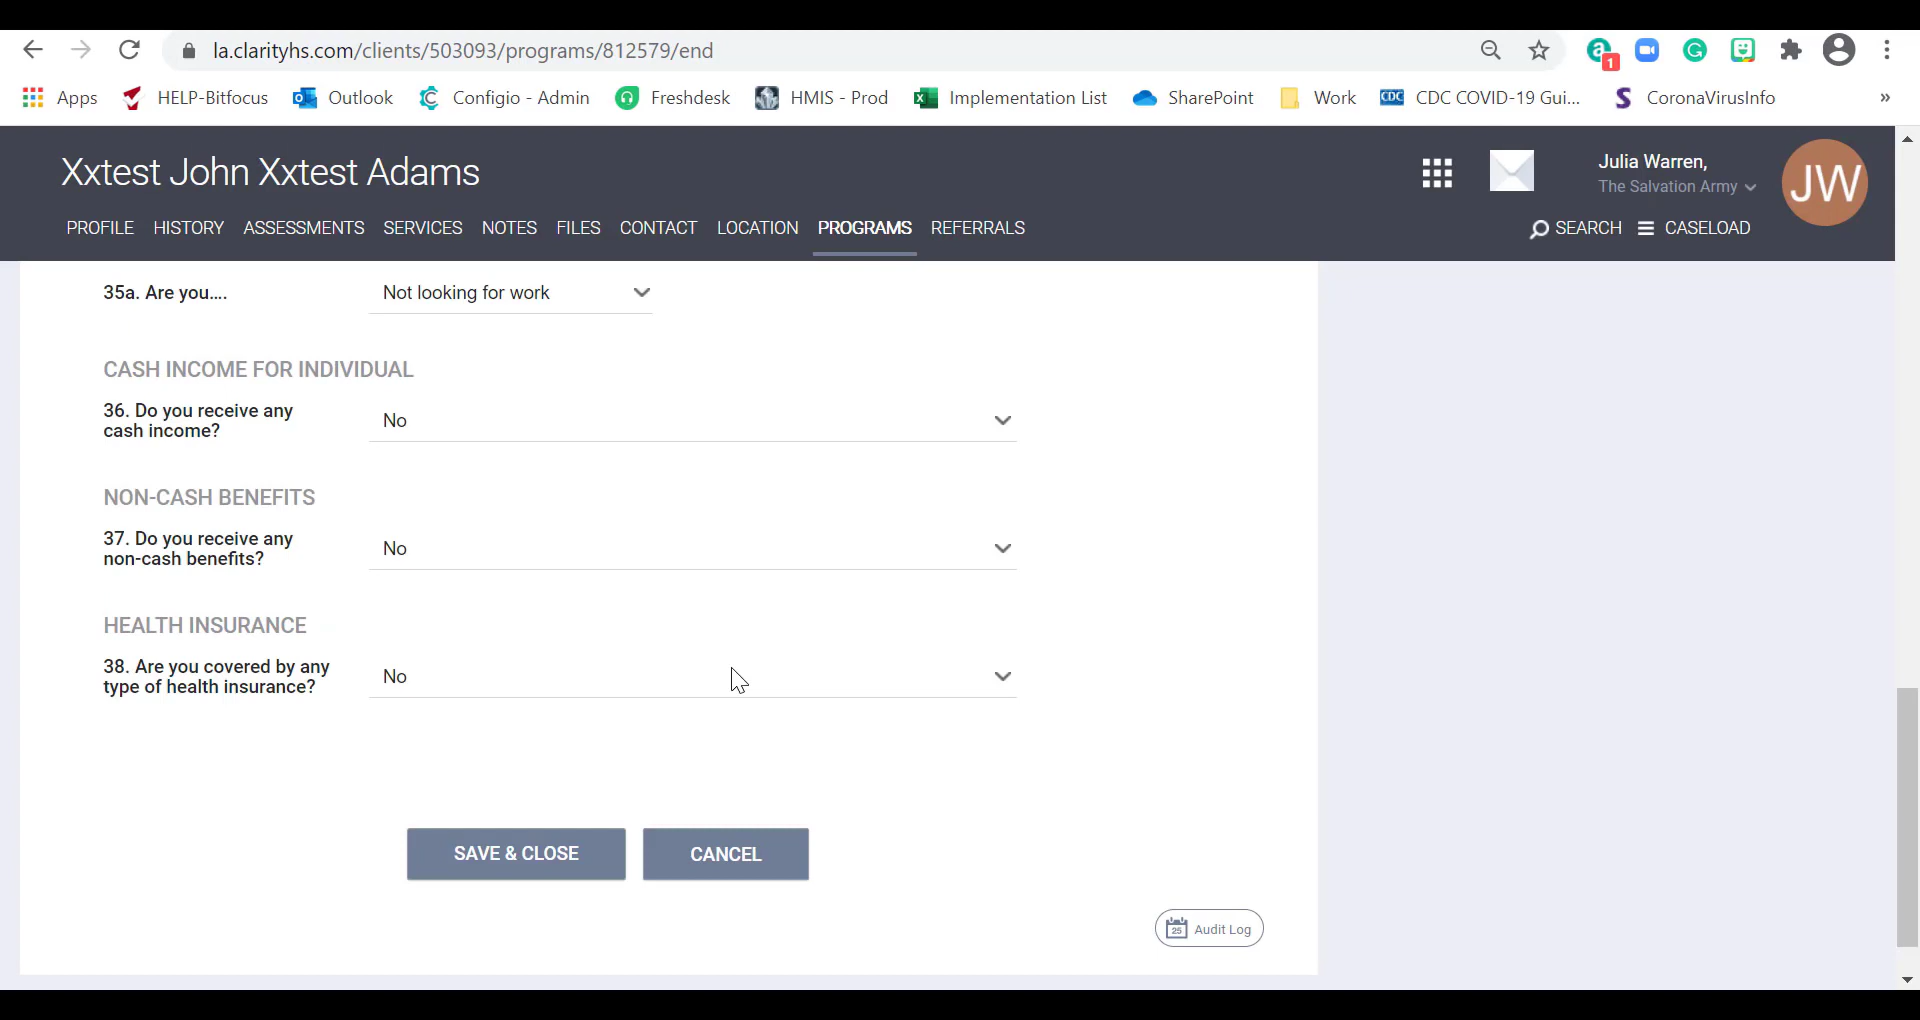 la.clarityhs.com/clients/503093/programs/812579/end
a
1
G
Apps
HELP-Bitfocus
Outlook
Configio - Admin
Freshdesk
HMIS - Prod
Implementation List
CDC
SharePoint
Work
CDC COVID-19 Gui...
S
CoronaVirusInfo
»
Xxtest John Xxtest Adams
Julia Warren,
The Salvation Army
JW
PROFILE HISTORY ASSESSMENTS SERVICES NOTES FILES CONTACT LOCATION PROGRAMS REFERRALS
SEARCH
CASELOAD
35a. Are you.... Not looking for work
CASH INCOME FOR INDIVIDUAL
36. Do you receive any
cash income?
No
NON-CASH BENEFITS
37. Do you receive any
non-cash benefits?
No
HEALTH INSURANCE
38. Are you covered by any
type of health insurance?
No
SAVE & CLOSE
CANCEL
25
Audit Log